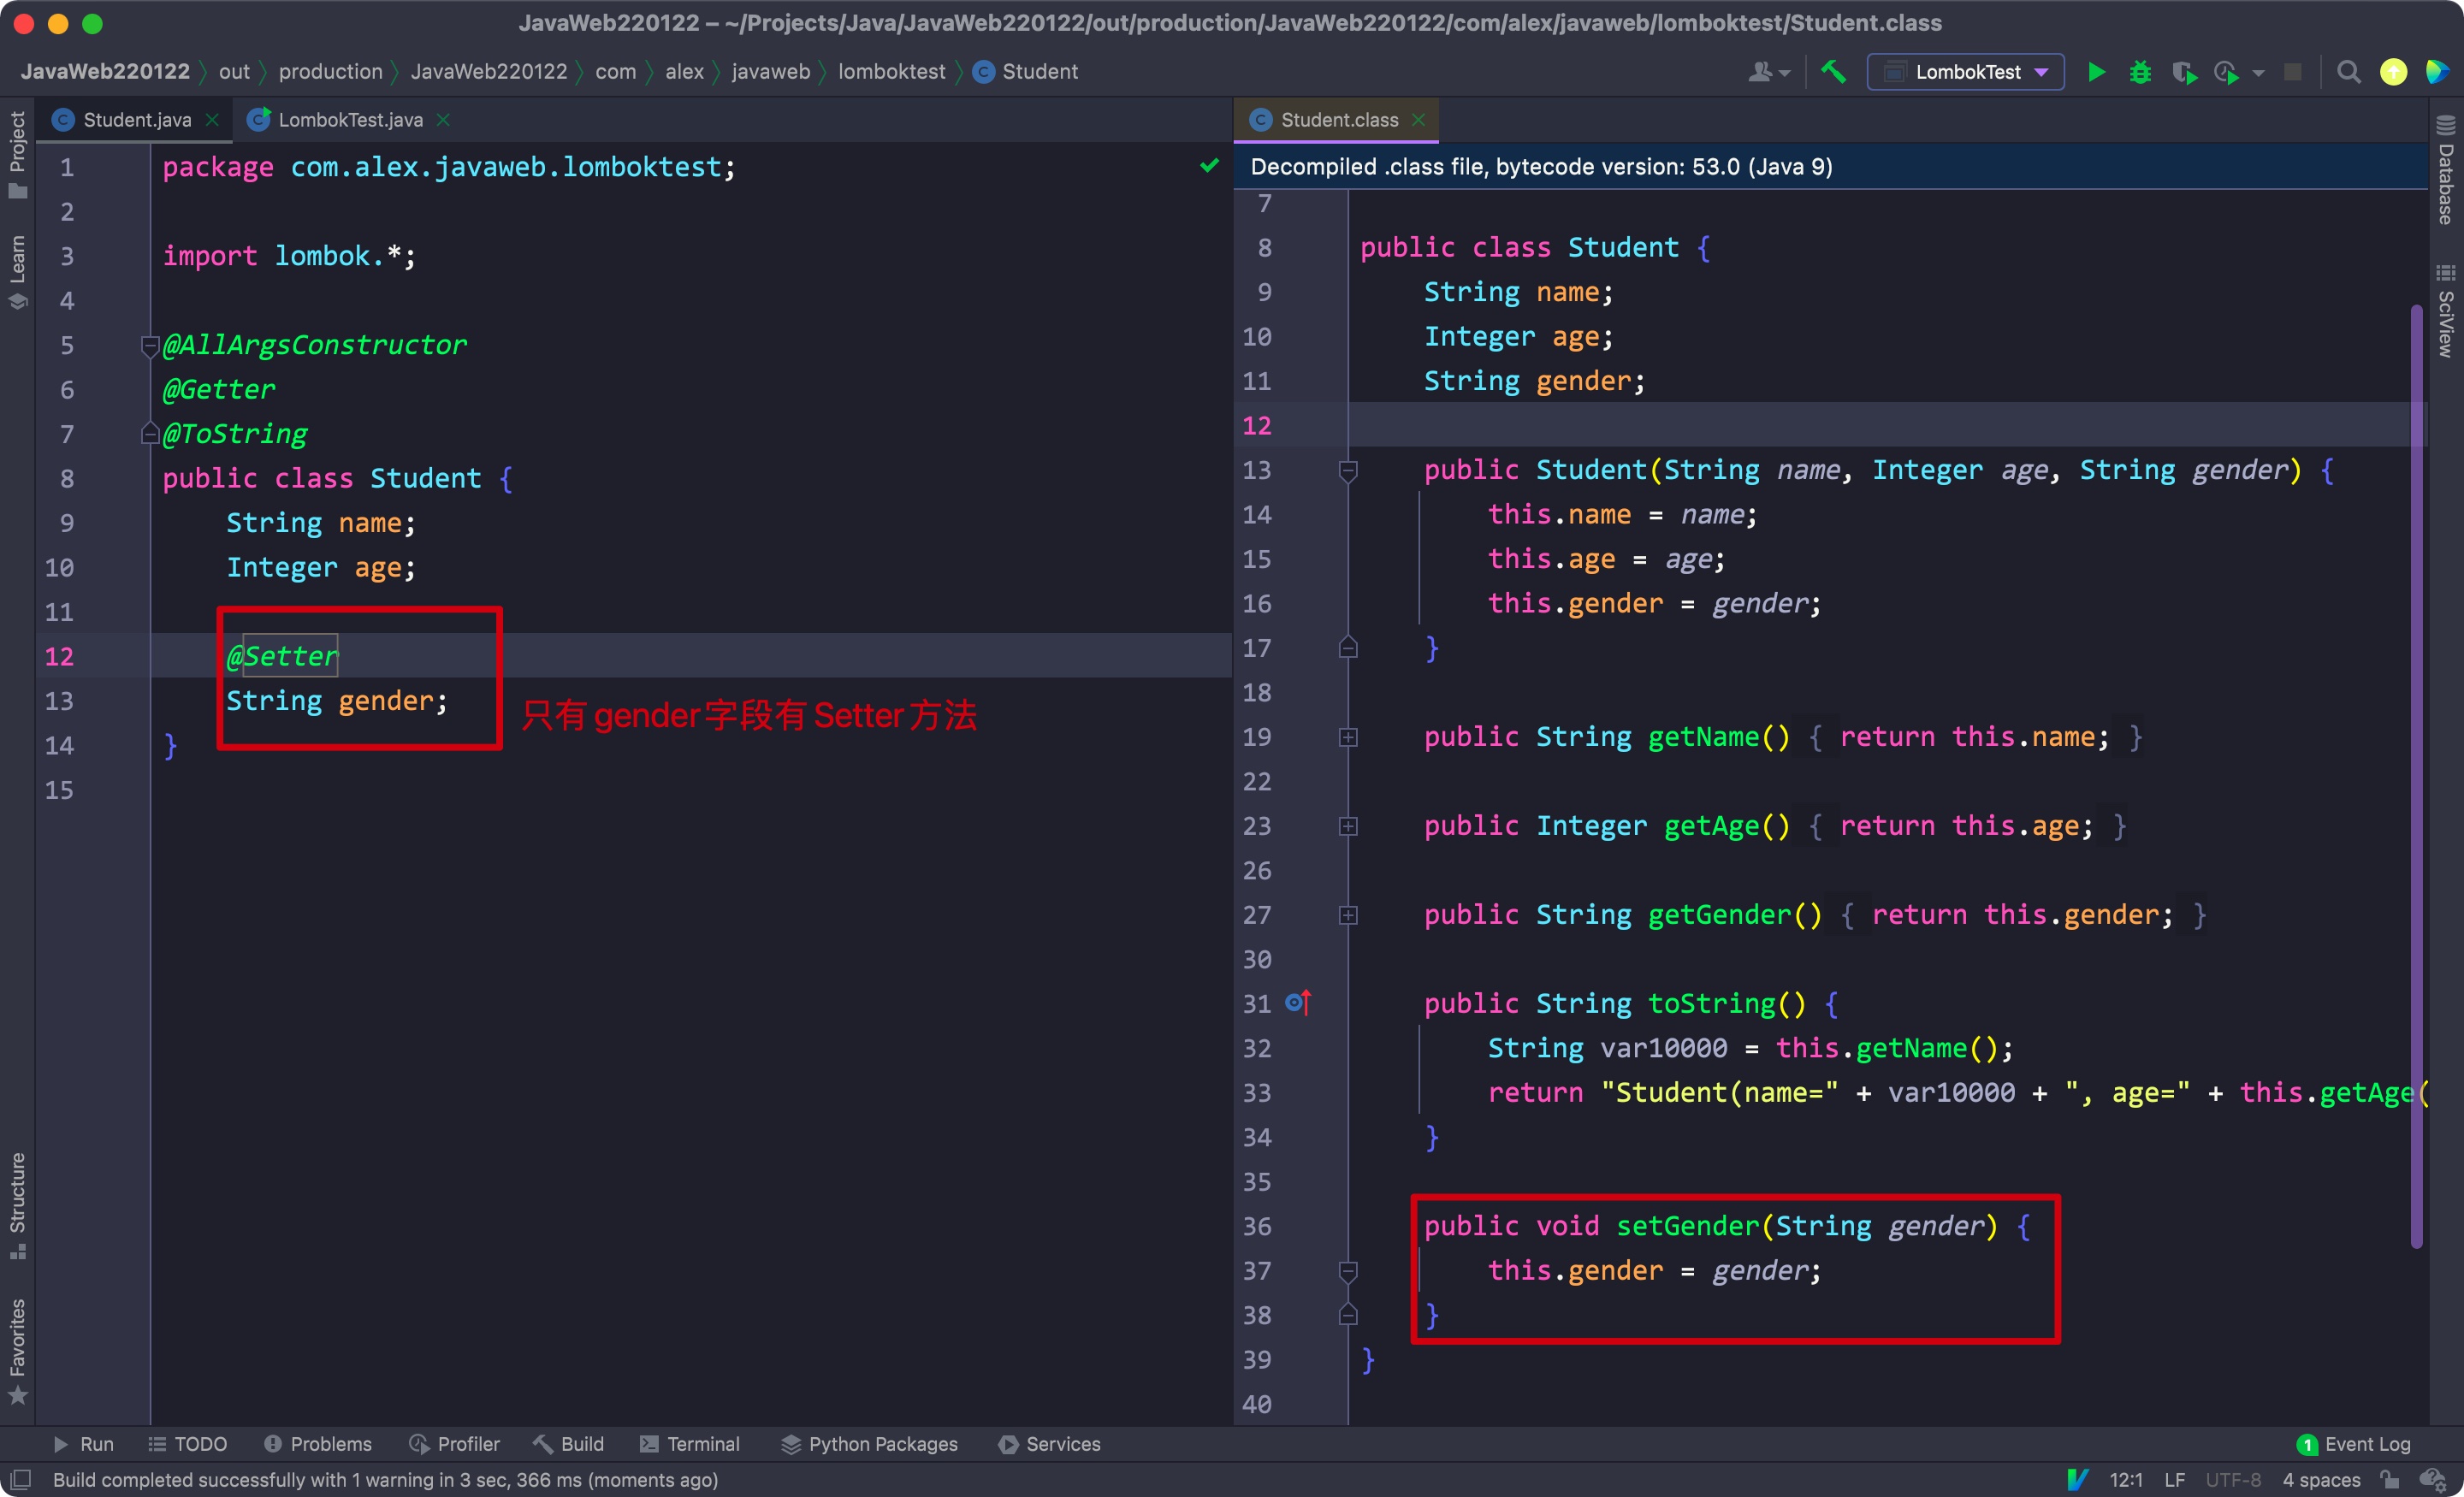 JavaWeb220122 – ~/Projects/Java/JavaWeb220122/out/production/JavaWeb220122/com/alex/javaweb/lomboktest/Student.class
JavaWeb220122 〉 out 〉 production 〉 JavaWeb220122 〉 com 〉 alex 〉 javaweb 〉 lomboktest 〉 C Student
LombokTest
Project
Learn
Structure
Favorites
C Student.java
C LombokTest.java
1 package com.alex.javaweb.lomboktest;
2
3 import lombok.*;
4
5 @AllArgsConstructor
6 @Getter
7 @ToString
8 public class Student {
9 String name;
10 Integer age;
11
12 @Setter
13 String gender;
只有gender字段有Setter方法
14 }
15
C Student.class
Decompiled .class file, bytecode version: 53.0 (Java 9)
7
8 public class Student {
9 String name;
10 Integer age;
11 String gender;
12
13 public Student(String name, Integer age, String gender) {
14 this.name = name;
15 this.age = age;
16 this.gender = gender;
17 }
18
19 public String getName() { return this.name; }
22
23 public Integer getAge() { return this.age; }
26
27 public String getGender() { return this.gender; }
30
31 public String toString() {
32 String var10000 = this.getName();
33 return "Student(name=" + var10000 + ", age=" + this.getAge(
34 }
35
36 public void setGender(String gender) {
37 this.gender = gender;
38 }
39 }
40
Database
SciView
Run TODO Problems Profiler Build Terminal Python Packages Services
1 Event Log
Build completed successfully with 1 warning in 3 sec, 366 ms (moments ago)
12:1 LF UTF-8 4 spaces